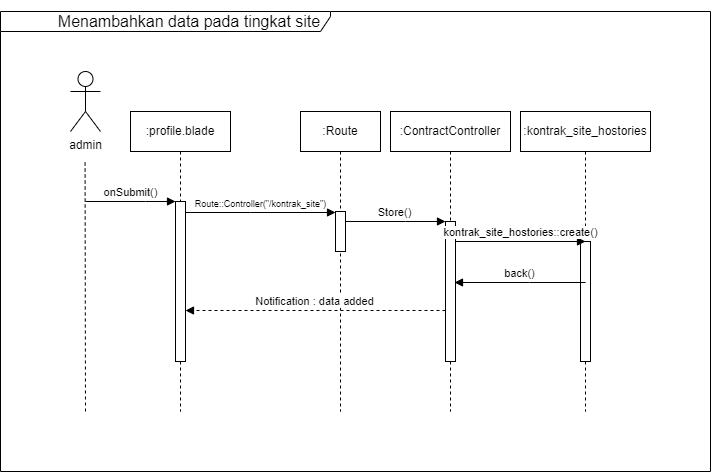 Menambahkan data pada tingkat site
admin
:profile.blade
:Route
:ContractController
:kontrak_site_hostories
onSubmit()
Route::Controller("/kontrak_site")
Store()
kontrak_site_hostories::create()
back()
Notification : data added